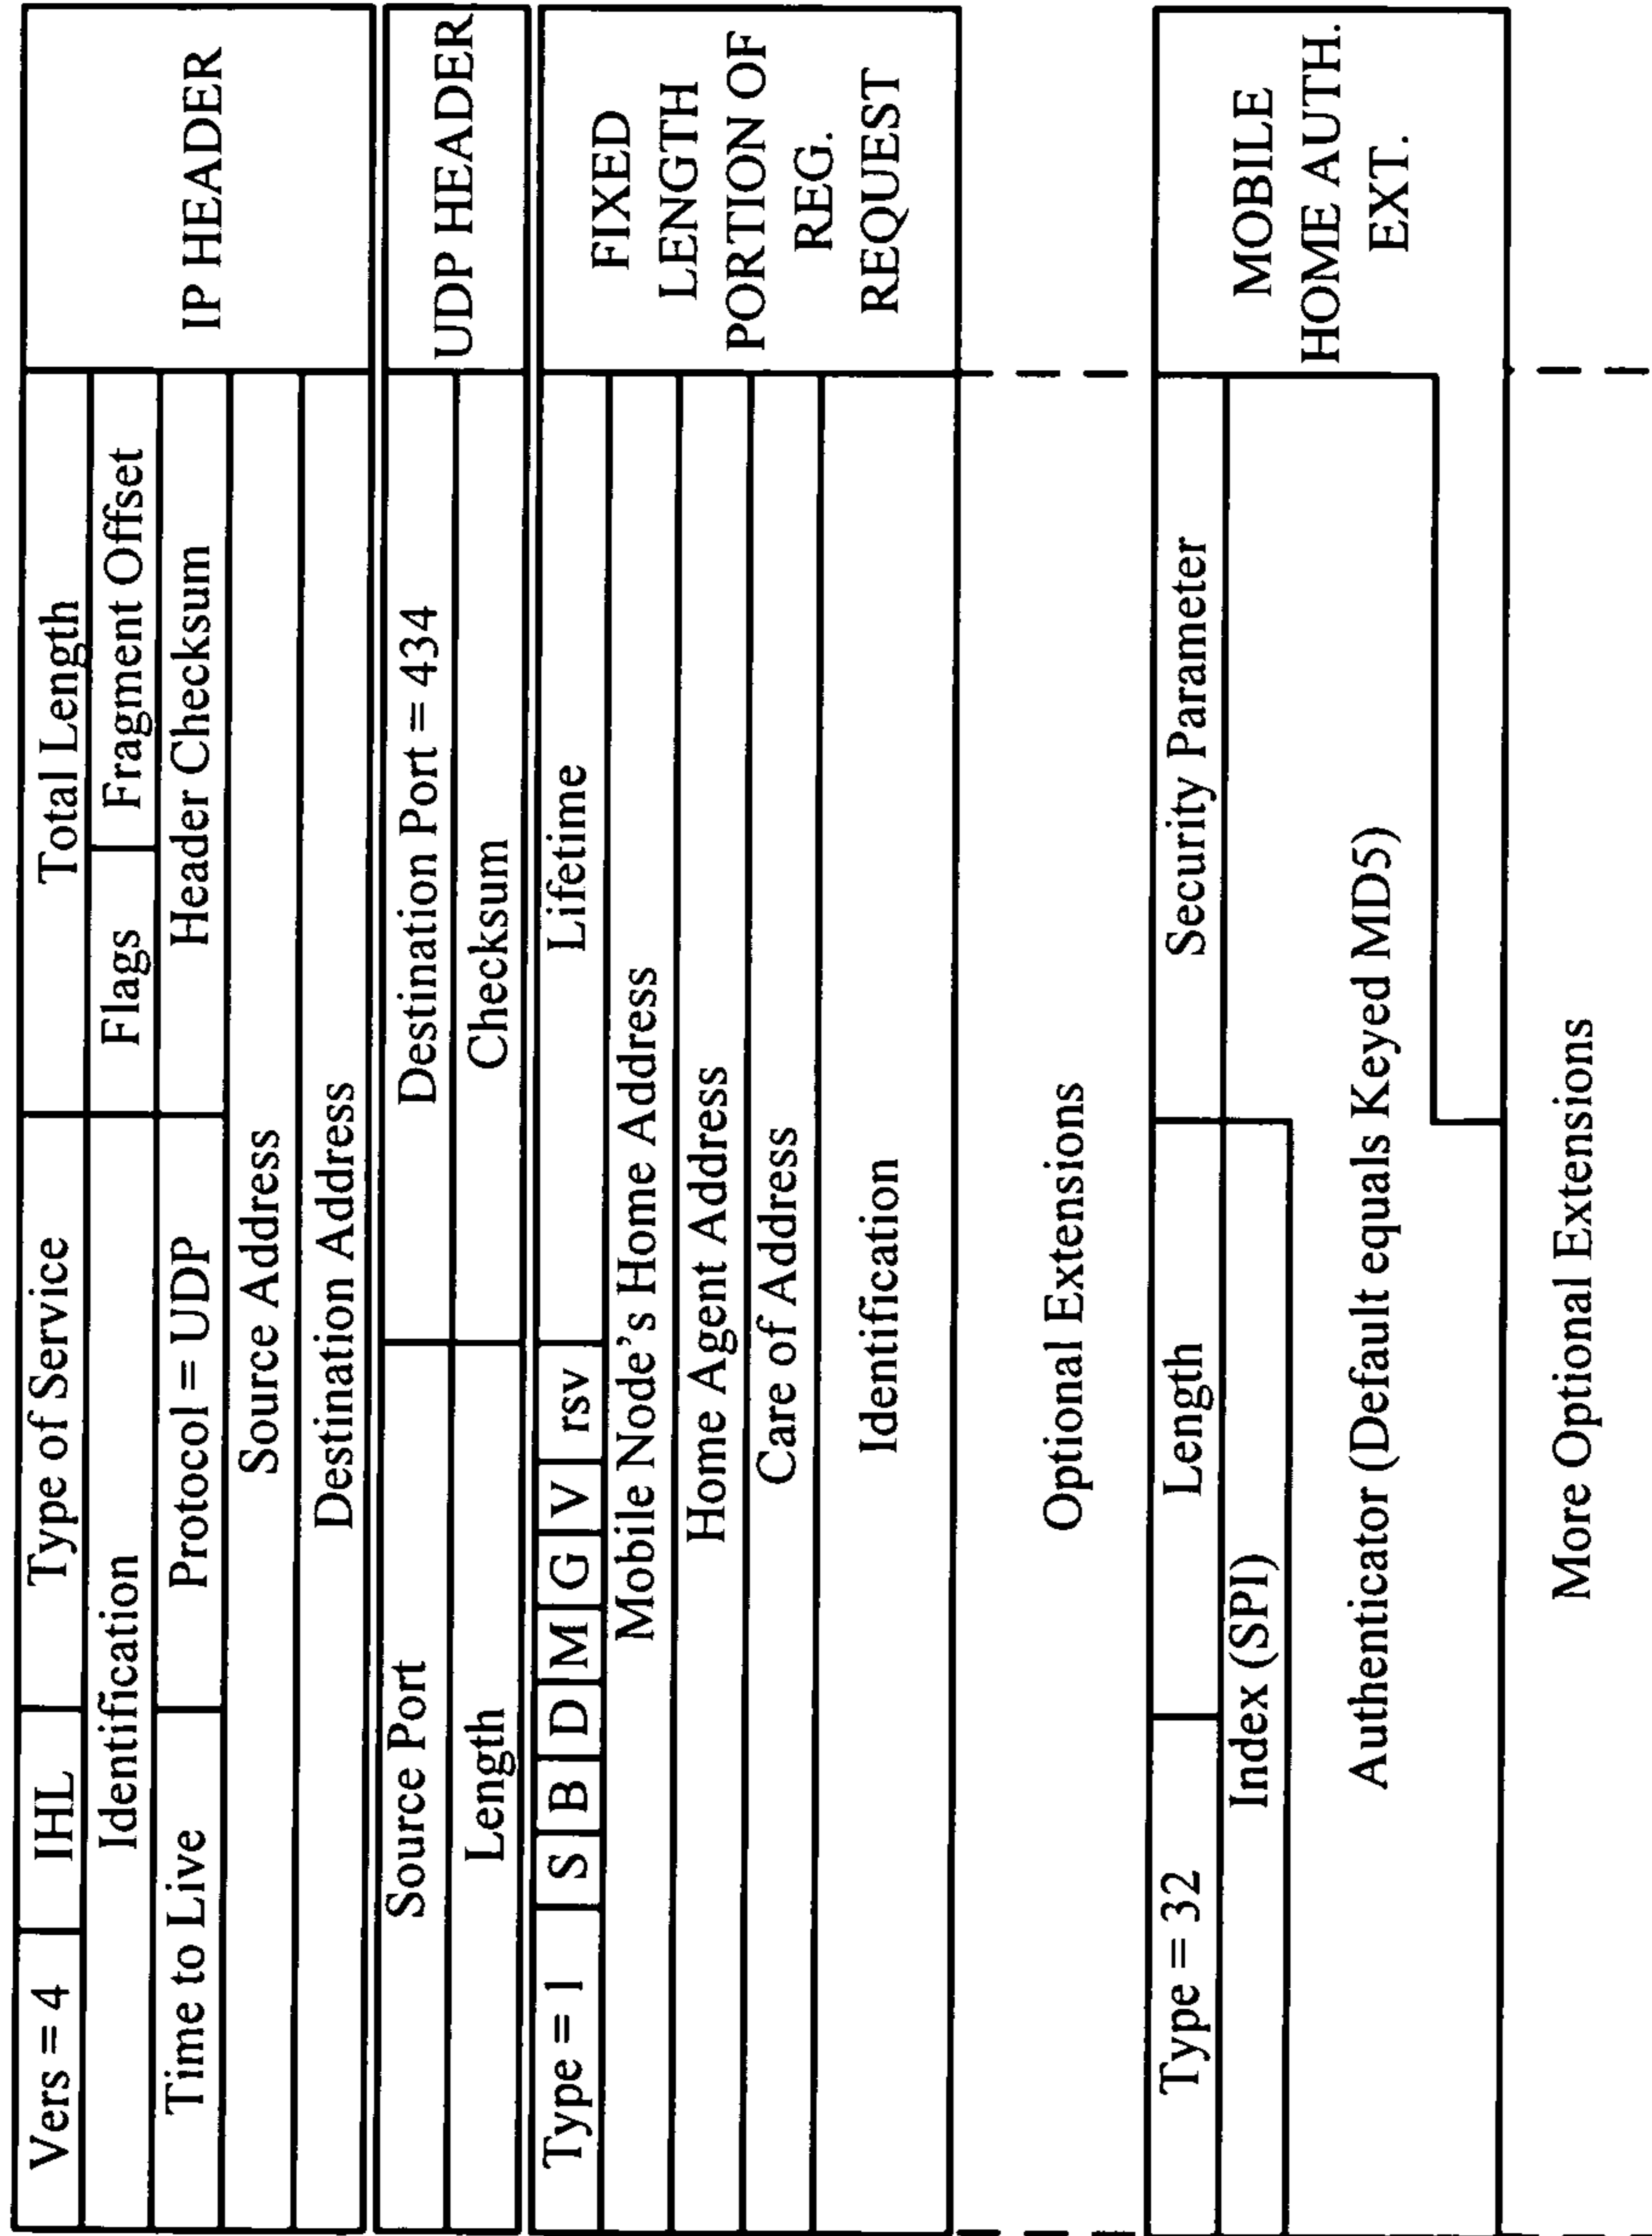 Vers = 4 IHL Type of Service Total Length
Identification Flags Fragment Offset
Time to Live Protocol = UDP Header Checksum
Source Address
Destination Address
IP HEADER
Source Port Destination Port = 434
Length Checksum
UDP HEADER
Type = 1 S B D M G V rsv Lifetime
Mobile Node's Home Address
Home Agent Address
Care of Address
Identification
FIXED
LENGTH
PORTION OF
REG.
REQUEST
Optional Extensions
Type = 32 Length Security Parameter
Index (SPI)
Authenticator (Default equals Keyed MD5)
MOBILE
HOME AUTH.
EXT.
More Optional Extensions